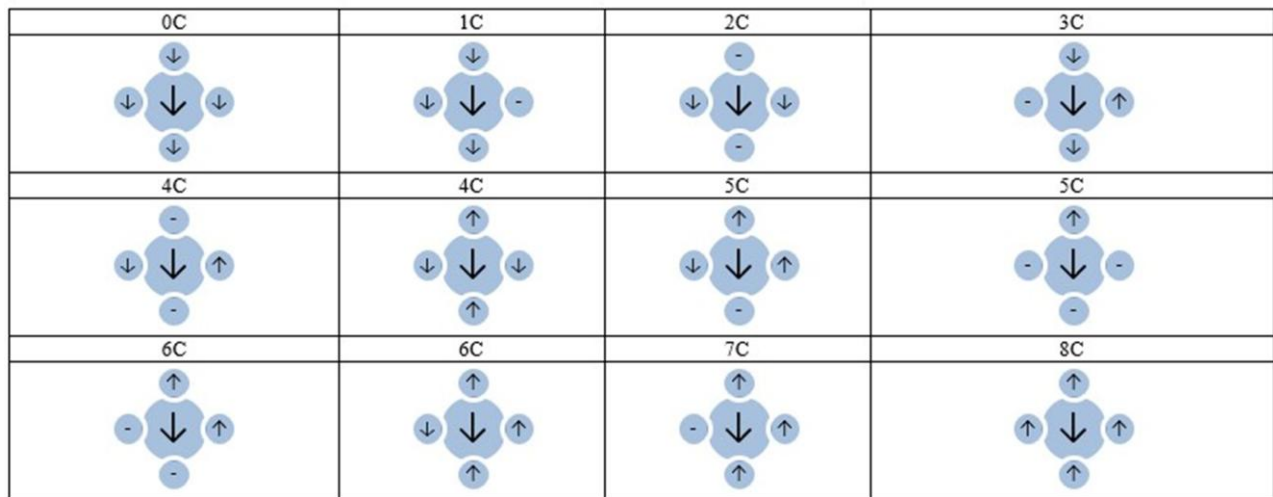 0C 1C 2C 3C
↓ ↓ - ↓
↓ ↓ ↓ ↓ ↓ - ↓ ↓ ↓ - ↓ ↑
↓ ↓ - ↓
4C 4C 5C 5C
- ↑ ↑ ↑
↓ ↓ ↑ ↓ ↓ ↓ ↓ ↓ ↑ - ↓ -
- ↑ - -
6C 6C 7C 8C
↑ ↑ ↑ ↑
- ↓ ↑ ↓ ↓ ↑ - ↓ ↑ ↑ ↓ ↑
- ↑ ↑ ↑